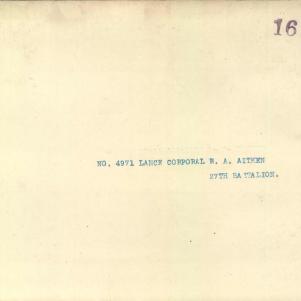 16
NO. 4971 LANCE CORPORAL R. A. AITKEN
27TH BATTALION.